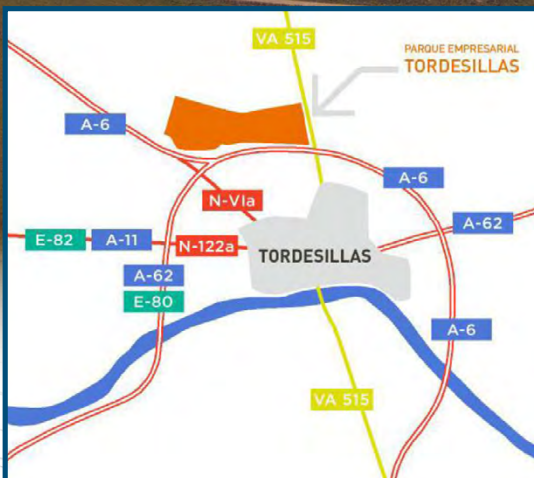 VA 515
PARQUE EMPRESARIAL
TORDESILLAS
A-6
A-6
N-VIa
A-62
E-82
A-11
N-122a
TORDESILLAS
A-62
E-80
A-6
VA 515